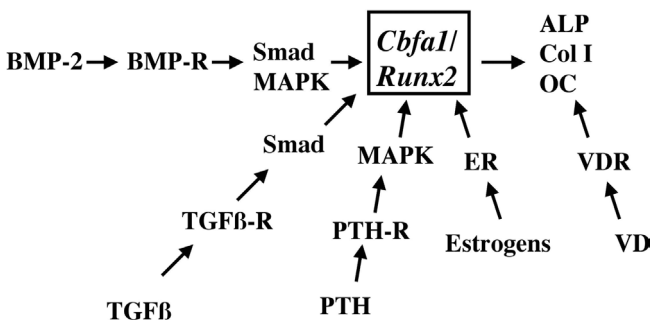 BMP-2
BMP-R
Smad
MAPK
Cbfa1/
Runx2
ALP
Col I
OC
Smad
MAPK
ER
VDR
TGFß-R
PTH-R
Estrogens
VD
TGFß
PTH